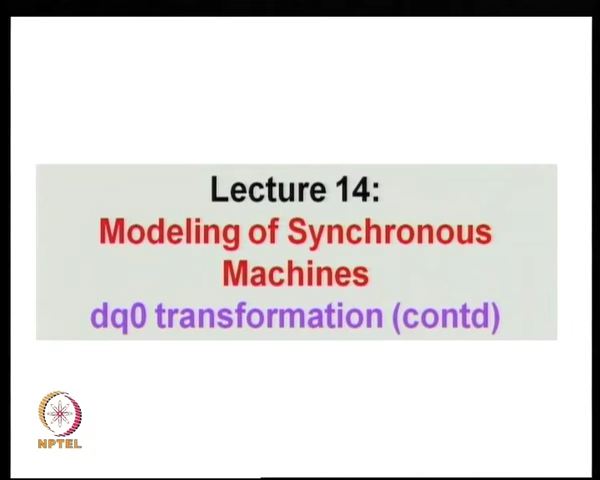 Lecture 14:
Modeling of Synchronous
Machines
dq0 transformation (contd)
NPTEL